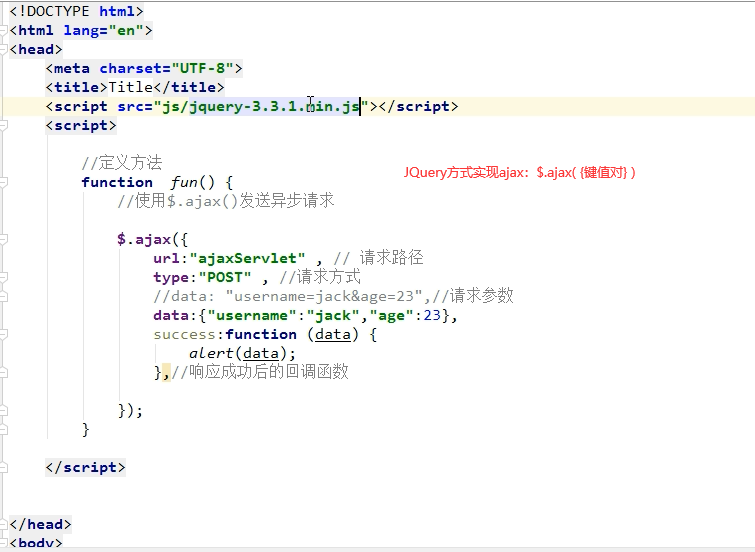 <!DOCTYPE html>
<html lang="en">
<head>
    <meta charset="UTF-8">
    <title>Title</title>
    <script src="js/jquery-3.3.1.min.js"></script>
    <script>
        //定义方法
        function  fun() {
JQuery方式实现ajax：$.ajax( {键值对} )
            //使用$.ajax()发送异步请求
            $.ajax({
                url:"ajaxServlet" , // 请求路径
                type:"POST" , //请求方式
                //data: "username=jack&age=23",//请求参数
                data:{"username":"jack","age":23},
                success:function (data) {
                    alert(data);
                },//响应成功后的回调函数
            });
        }
    </script>
</head>
<body>